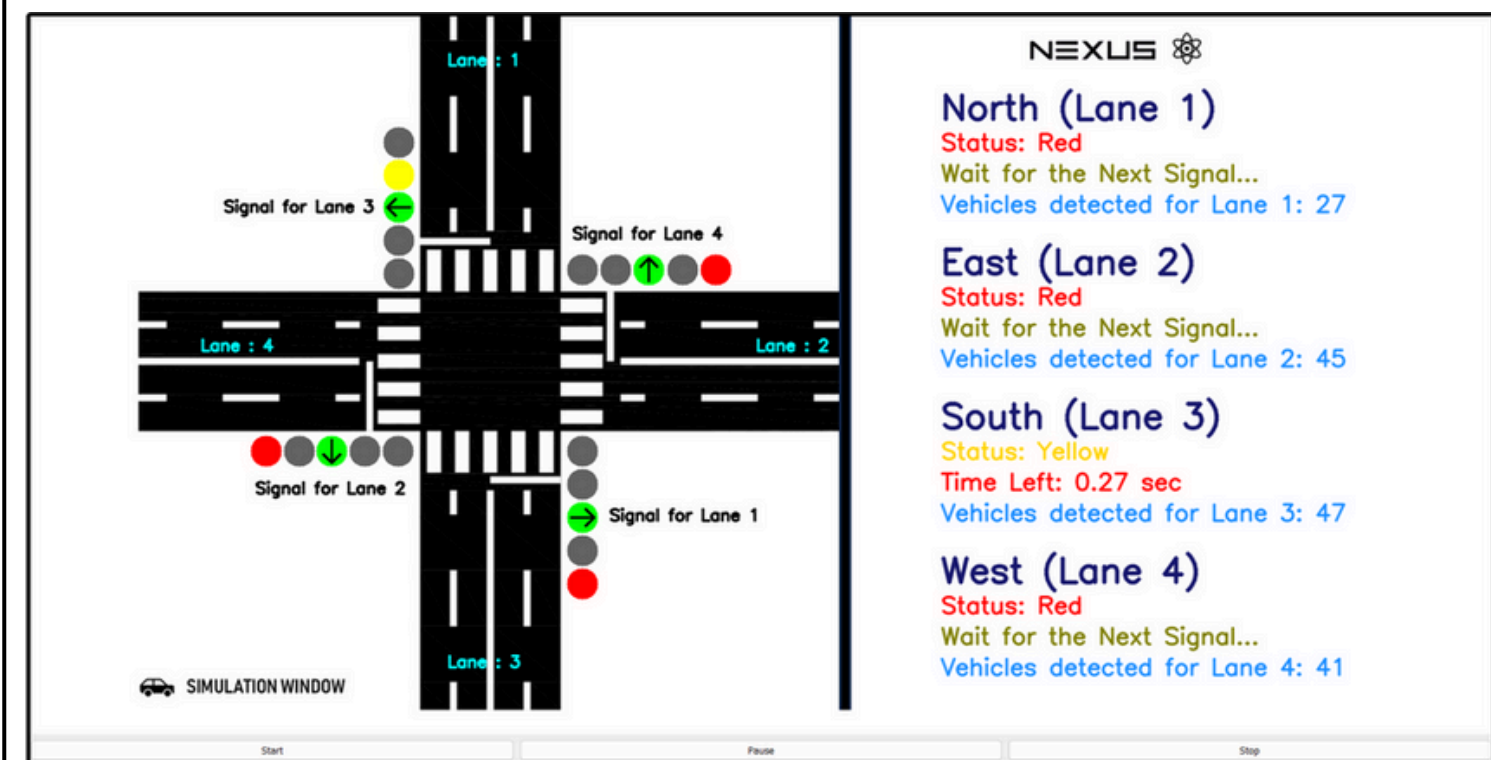 Lane : 1
Signal for Lane 3
Signal for Lane 4
Lane : 4
Lane : 2
Signal for Lane 2
Signal for Lane 1
Lane : 3
SIMULATION WINDOW
NEXUS
North (Lane 1)
Status: Red
Wait for the Next Signal...
Vehicles detected for Lane 1: 27
East (Lane 2)
Status: Red
Wait for the Next Signal...
Vehicles detected for Lane 2: 45
South (Lane 3)
Status: Yellow
Time Left: 0.27 sec
Vehicles detected for Lane 3: 47
West (Lane 4)
Status: Red
Wait for the Next Signal...
Vehicles detected for Lane 4: 41
Start
Pause
Stop